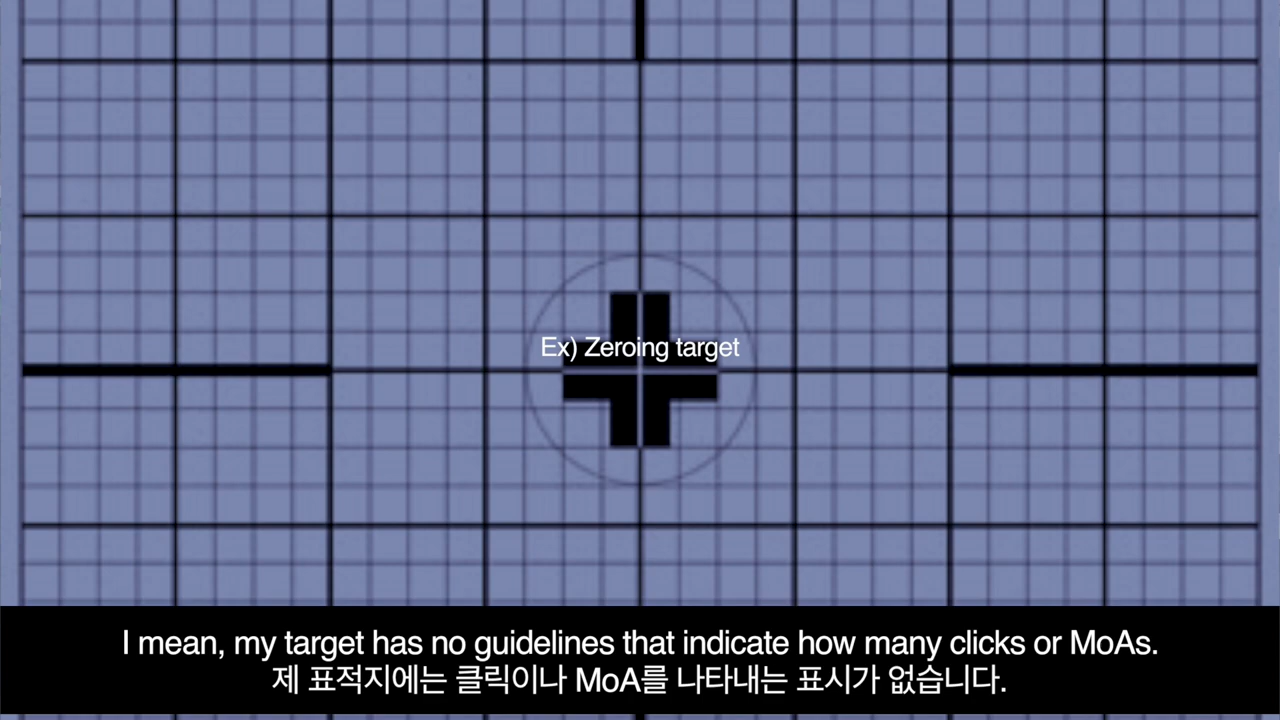 Ex) Zeroing target
I mean, my target has no guidelines that indicate how many clicks or MoAs.
제 표적지에는 클릭이나 MoA를 나타내는 표시가 없습니다.